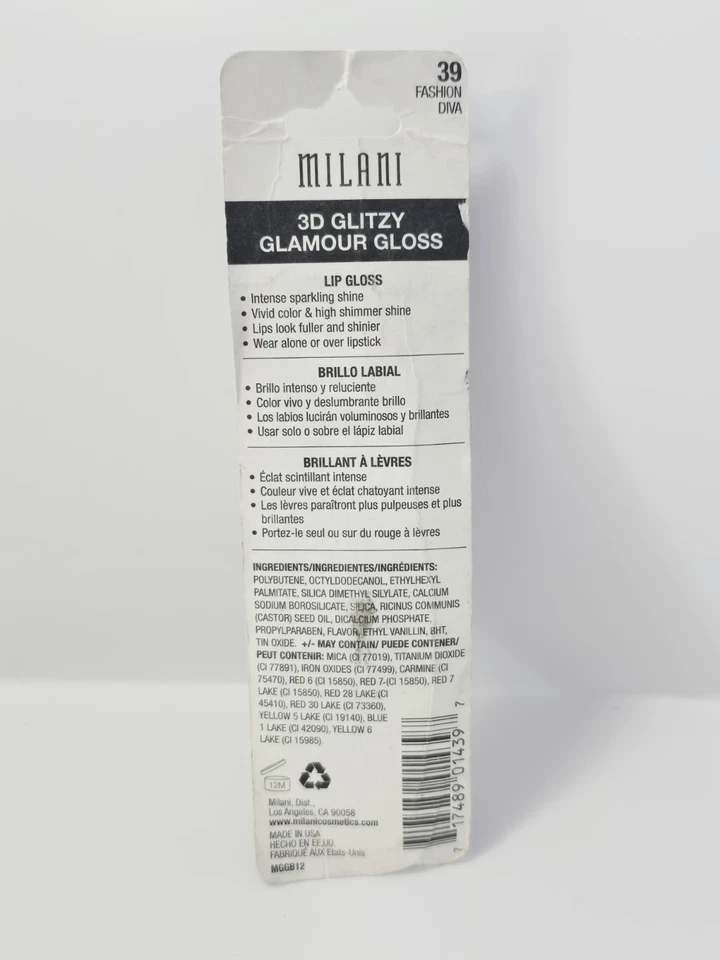 39
FASHION
DIVA
MILANI
3D GLITZY
GLAMOUR GLOSS
LIP GLOSS
• Intense sparkling shine
• Vivid color & high shimmer shine
• Lips look fuller and shinier
• Wear alone or over lipstick
BRILLO LABIAL
• Brillo intenso y reluciente
• Color vivo y deslumbrante brillo
• Los labios lucirán voluminosos y brillantes
• Usar solo o sobre el lápiz labial
BRILLANT À LÈVRES
• Éclat scintillant intense
• Couleur vive et éclat chatoyant intense
• Les lèvres paraîtront plus pulpeuses et plus
brillantes
• Portez-le seul ou sur du rouge à lèvres
INGREDIENTS/INGREDIENTES/INGRÉDIENTS:
POLYBUTENE, OCTYLDODECANOL, ETHYLHEXYL
PALMITATE, SILICA DIMETHYL SILYLATE, CALCIUM
SODIUM BOROSILICATE, SILICA, RICINUS COMMUNIS
(CASTOR) SEED OIL, DICALCIUM PHOSPHATE,
PROPYLPARABEN, FLAVOR, ETHYL VANILLIN, BHT,
TIN OXIDE. +/- MAY CONTAIN/ PUEDE CONTENER/
PEUT CONTENIR: MICA (CI 77019), TITANIUM DIOXIDE
(CI 77891), IRON OXIDES (CI 77499), CARMINE (CI
75470), RED 6 (CI 15850), RED 7 (CI 15850), RED 7
LAKE (CI 15850), RED 28 LAKE (CI
45410), RED 30 LAKE (CI 73360),
YELLOW 5 LAKE (CI 19140), BLUE
1 LAKE (CI 42090), YELLOW 6
LAKE (CI 15985).
12M
Milani, Dist.,
Los Angeles, CA 90058
www.milanicosmetics.com
MADE IN USA
HECHO EN EE.UU
FABRIQUÉ AUX États-Unis
MGGB12
7 17489 01439 7